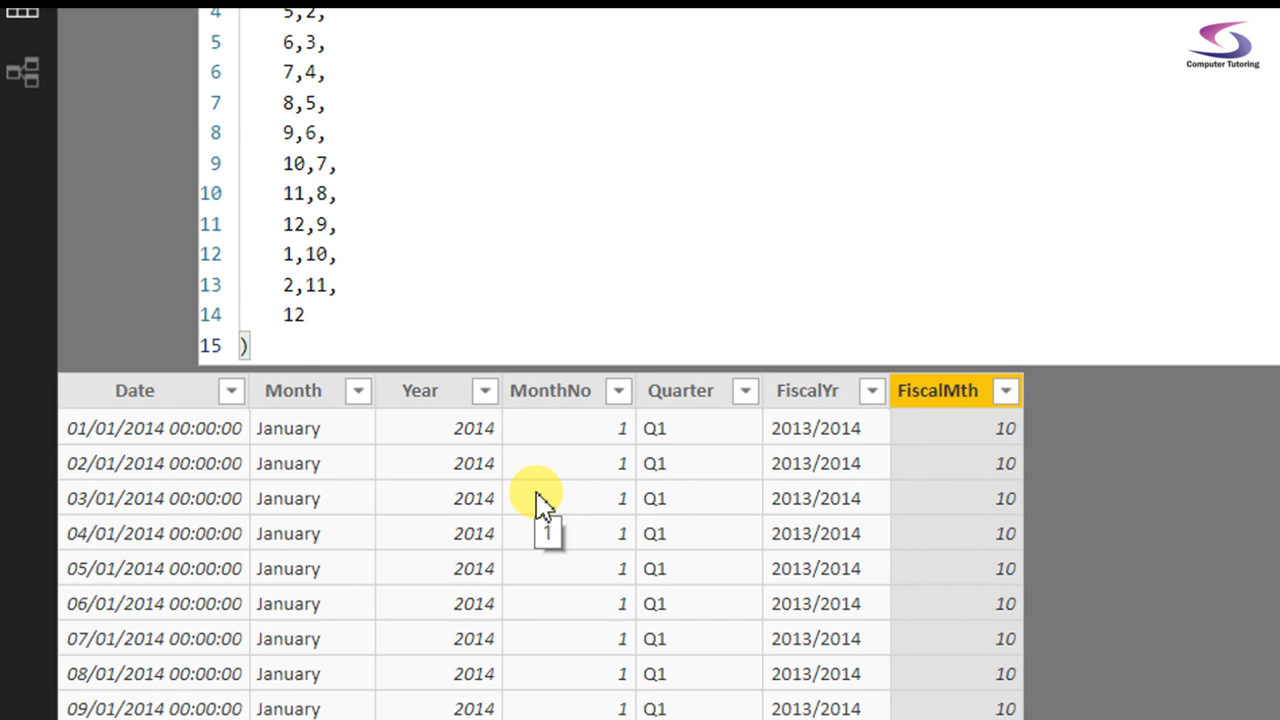 4 5,2,
5 6,3,
6 7,4,
7 8,5,
8 9,6,
9 10,7,
10 11,8,
11 12,9,
12 1,10,
13 2,11,
14 12
15 )
Computer Tutoring
Date Month Year MonthNo Quarter FiscalYr FiscalMth
01/01/2014 00:00:00 January 2014 1 Q1 2013/2014 10
02/01/2014 00:00:00 January 2014 1 Q1 2013/2014 10
03/01/2014 00:00:00 January 2014 1 Q1 2013/2014 10
1
04/01/2014 00:00:00 January 2014 1 Q1 2013/2014 10
05/01/2014 00:00:00 January 2014 1 Q1 2013/2014 10
06/01/2014 00:00:00 January 2014 1 Q1 2013/2014 10
07/01/2014 00:00:00 January 2014 1 Q1 2013/2014 10
08/01/2014 00:00:00 January 2014 1 Q1 2013/2014 10
09/01/2014 00:00:00 January 2014 1 Q1 2013/2014 10